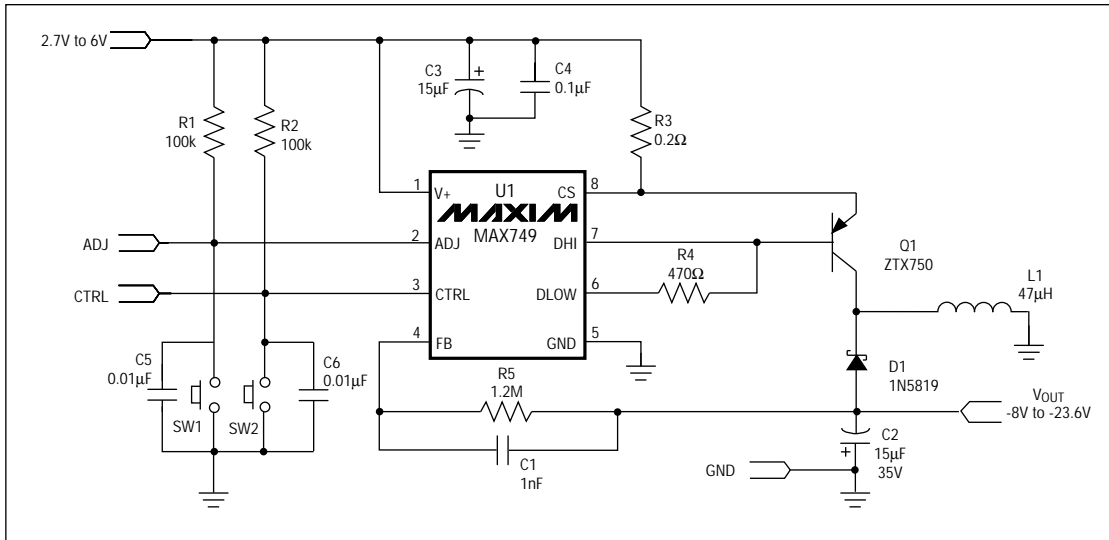 2.7V to 6V
C3
15µF
+
C4
0.1µF
R1
100k
R2
100k
R3
0.2Ω
U1
MAXIM
MAX749
1
V+
CS
8
ADJ
2
ADJ
DHI
7
Q1
ZTX750
R4
470Ω
CTRL
3
CTRL
DLOW
6
L1
47µH
4
FB
GND
5
C5
0.01µF
C6
0.01µF
SW1
SW2
R5
1.2M
D1
1N5819
C1
1nF
VOUT
-8V to -23.6V
C2
15µF
35V
+
GND